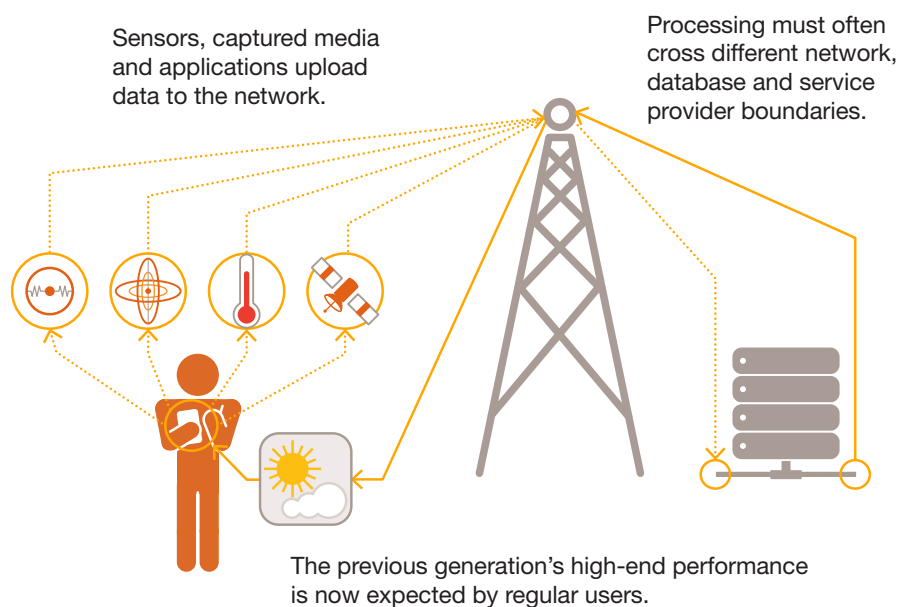 Sensors, captured media
and applications upload
data to the network.
Processing must often
cross different network,
database and service
provider boundaries.
The previous generation’s high-end performance
is now expected by regular users.